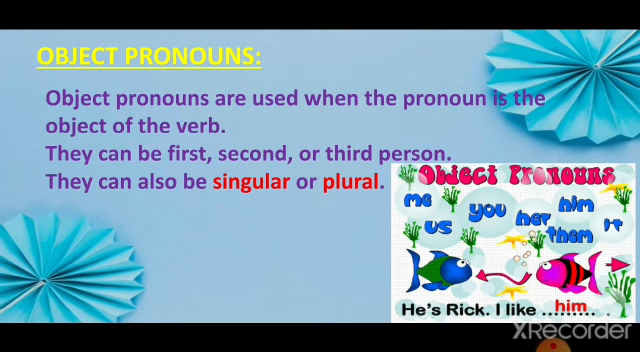 OBJECT PRONOUNS:
Object pronouns are used when the pronoun is the
object of the verb.
They can be first, second, or third person.
They can also be singular or plural.
Object Pronouns
me us you her him them it
He's Rick. I like ......... .
him
XRecorder